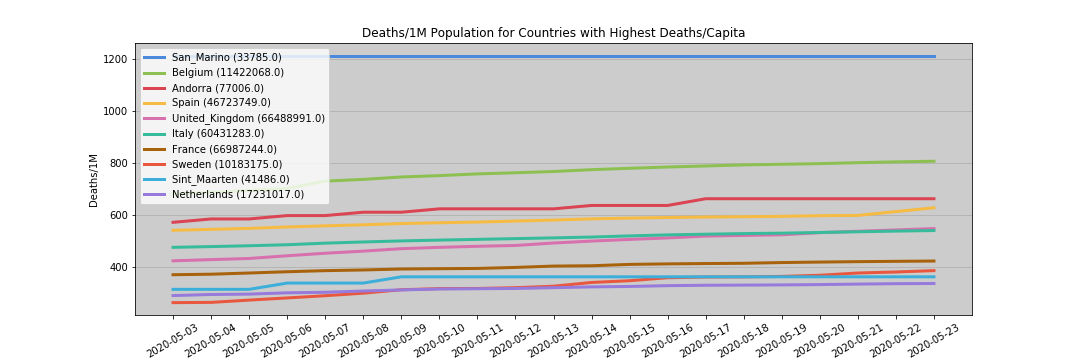 Deaths/1M Population for Countries with Highest Deaths/Capita
Deaths/1M
1200
1000
800
600
400
San_Marino (33785.0)
Belgium (11422068.0)
Andorra (77006.0)
Spain (46723749.0)
United_Kingdom (66488991.0)
Italy (60431283.0)
France (66987244.0)
Sweden (10183175.0)
Sint_Maarten (41486.0)
Netherlands (17231017.0)
2020-05-03
2020-05-04
2020-05-05
2020-05-06
2020-05-07
2020-05-08
2020-05-09
2020-05-10
2020-05-11
2020-05-12
2020-05-13
2020-05-14
2020-05-15
2020-05-16
2020-05-17
2020-05-18
2020-05-19
2020-05-20
2020-05-21
2020-05-22
2020-05-23